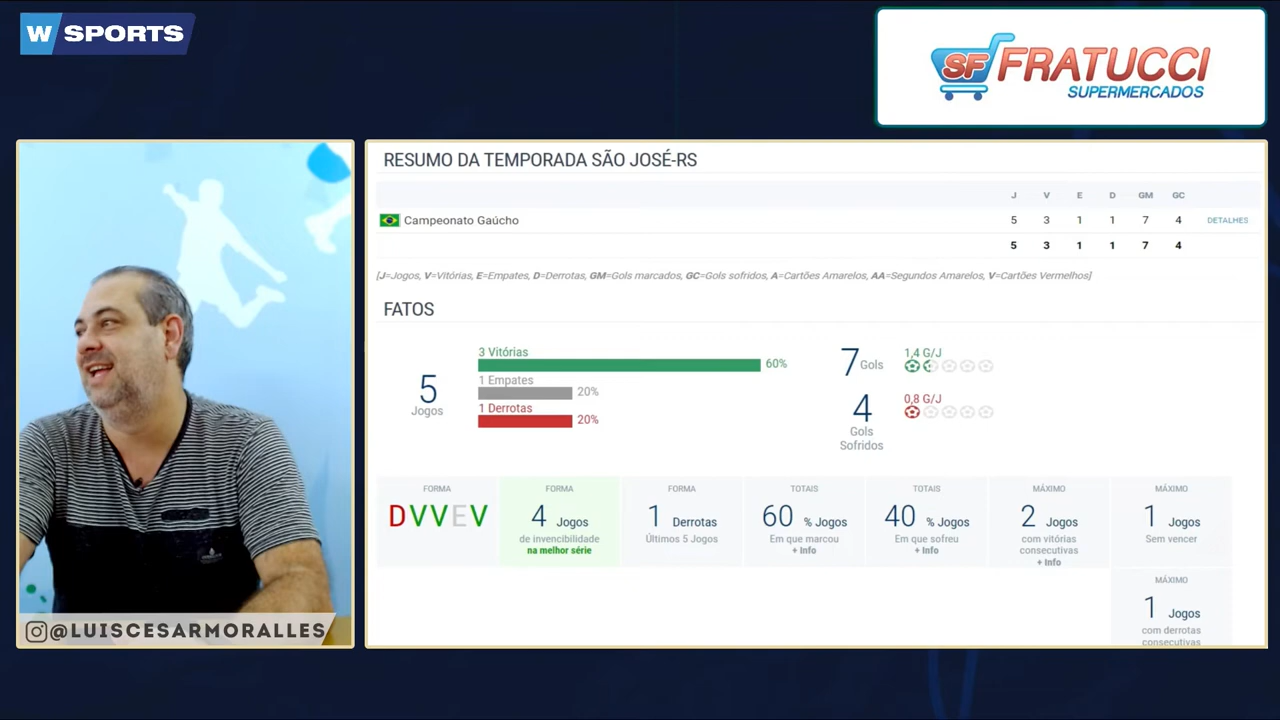 W SPORTS
SF FRATUCCI
SUPERMERCADOS
@LUISCESARMORALLES
RESUMO DA TEMPORADA SÃO JOSÉ-RS
J V E D GM GC
Campeonato Gaúcho 5 3 1 1 7 4 DETALHES
5 3 1 1 7 4
[J=Jogos, V=Vitórias, E=Empates, D=Derrotas, GM=Gols marcados, GC=Gols sofridos, A=Cartões Amarelos, AA=Segundos Amarelos, V=Cartões Vermelhos]
FATOS
5
Jogos
3 Vitórias
60%
1 Empates
20%
1 Derrotas
20%
7 Gols
1,4 G/J
4
Gols
Sofridos
0,8 G/J
FORMA
DVVEV
FORMA
4 Jogos
de invencibilidade
na melhor série
FORMA
1 Derrotas
Últimos 5 Jogos
TOTAIS
60 % Jogos
Em que marcou
+ Info
TOTAIS
40 % Jogos
Em que sofreu
+ Info
MÁXIMO
2 Jogos
com vitórias
consecutivas
+ Info
MÁXIMO
1 Jogos
Sem vencer
MÁXIMO
1 Jogos
com derrotas
consecutivas